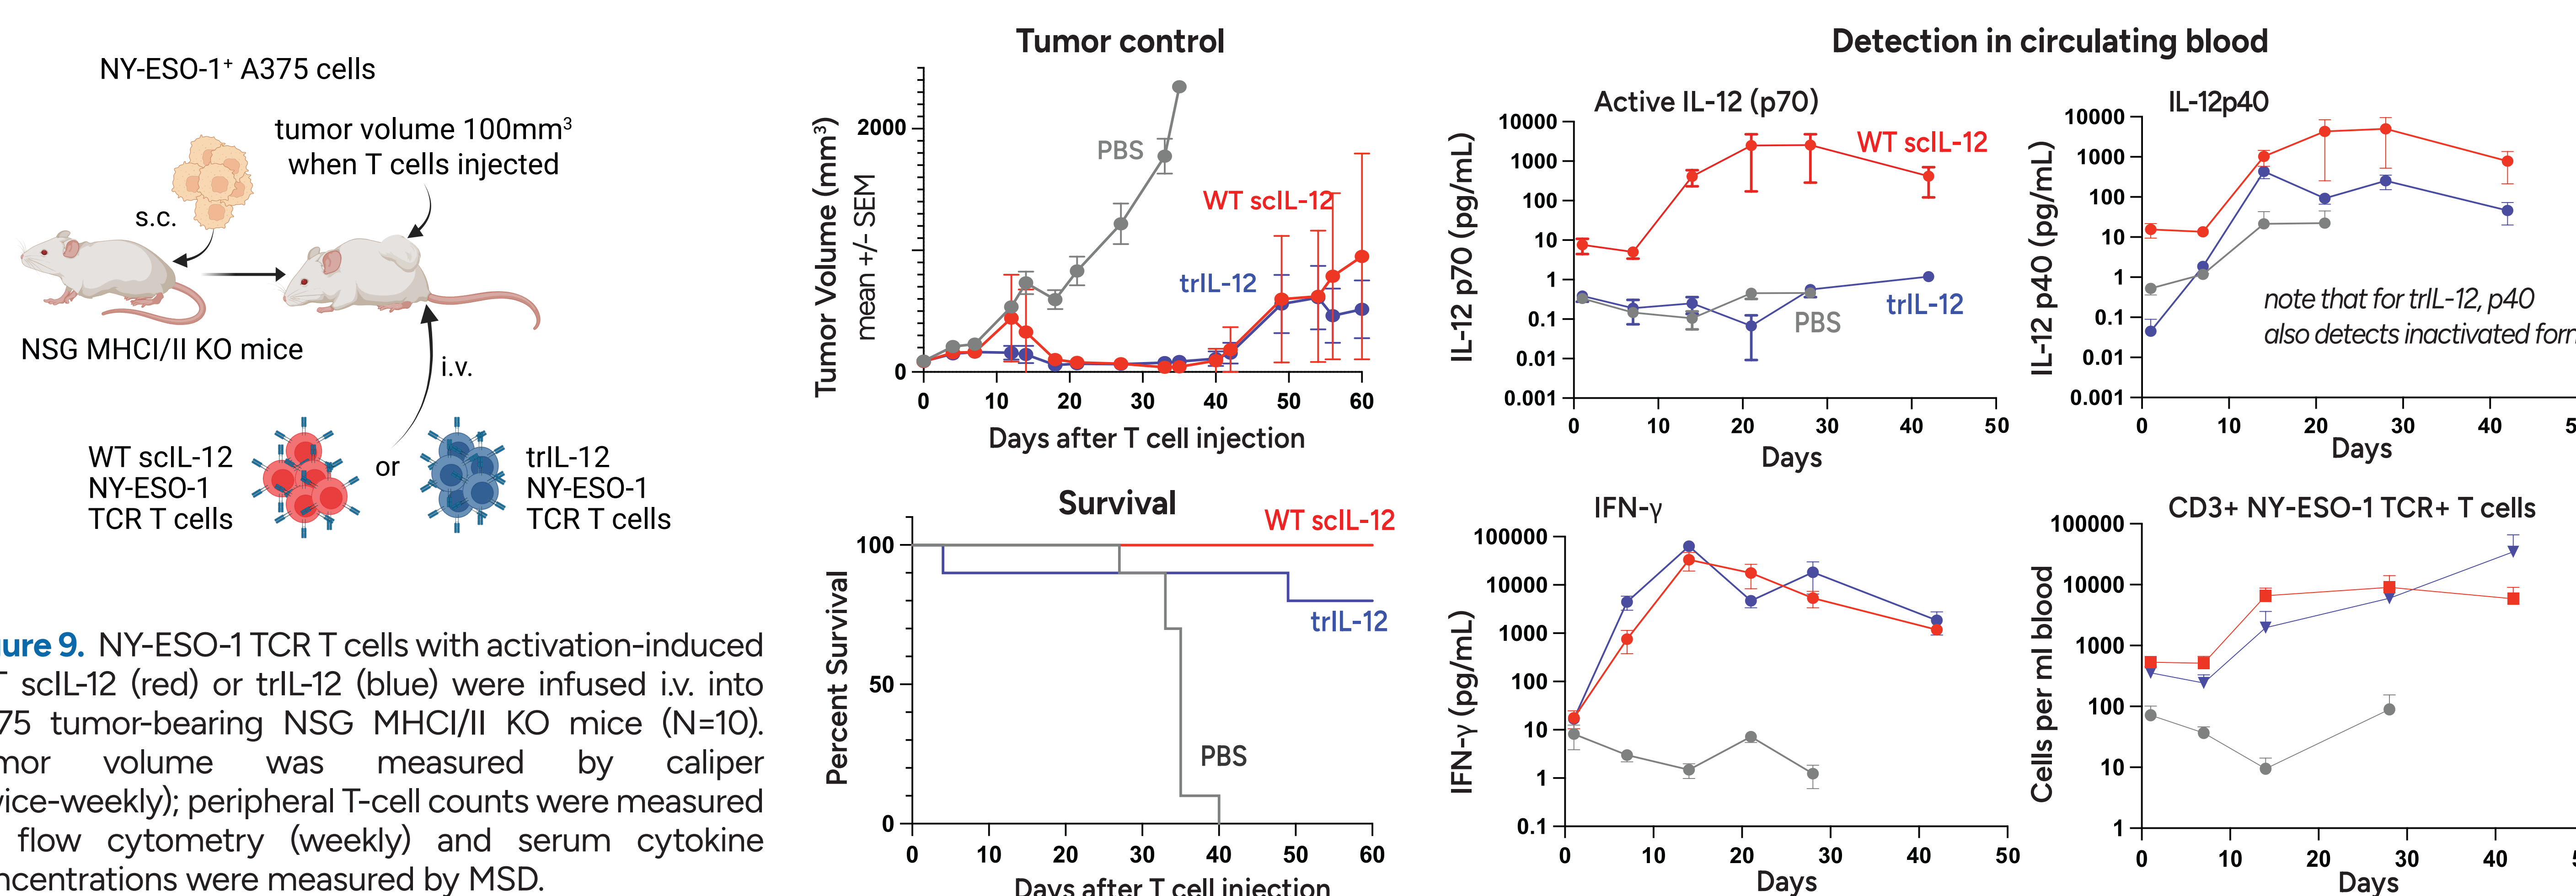 NY-ESO-1⁺ A375 cells
tumor volume 100mm³
when T cells injected
s.c.
NSG MHCI/II KO mice
i.v.
WT scIL-12
NY-ESO-1
TCR T cells
or
trIL-12
NY-ESO-1
TCR T cells
gure 9. NY-ESO-1 TCR T cells with activation-induced
T scIL-12 (red) or trIL-12 (blue) were infused i.v. into
75 tumor-bearing NSG MHCI/II KO mice (N=10).
mor volume was measured by caliper
vice-weekly); peripheral T-cell counts were measured
flow cytometry (weekly) and serum cytokine
ncentrations were measured by MSD.
Tumor control
Tumor Volume (mm³)
mean +/- SEM
2000
0
PBS
WT scIL-12
trIL-12
0 10 20 30 40 50 60
Days after T cell injection
Survival
Percent Survival
100
50
0
WT scIL-12
trIL-12
PBS
0 10 20 30 40 50 60
Days after T cell injection
Detection in circulating blood
Active IL-12 (p70)
IL-12 p70 (pg/mL)
10000
1000
100
10
1
0.1
0.01
0.001
WT scIL-12
trIL-12
PBS
0 10 20 30 40 50
Days
IL-12p40
IL-12 p40 (pg/mL)
10000
1000
100
10
1
0.1
0.01
0.001
note that for trIL-12, p40
also detects inactivated form
0 10 20 30 40 5
Days
IFN-γ
IFN-γ (pg/mL)
100000
10000
1000
100
10
1
0.1
0 10 20 30 40 50
Days
CD3+ NY-ESO-1 TCR+ T cells
Cells per ml blood
100000
10000
1000
100
10
1
0 10 20 30 40 5
Days